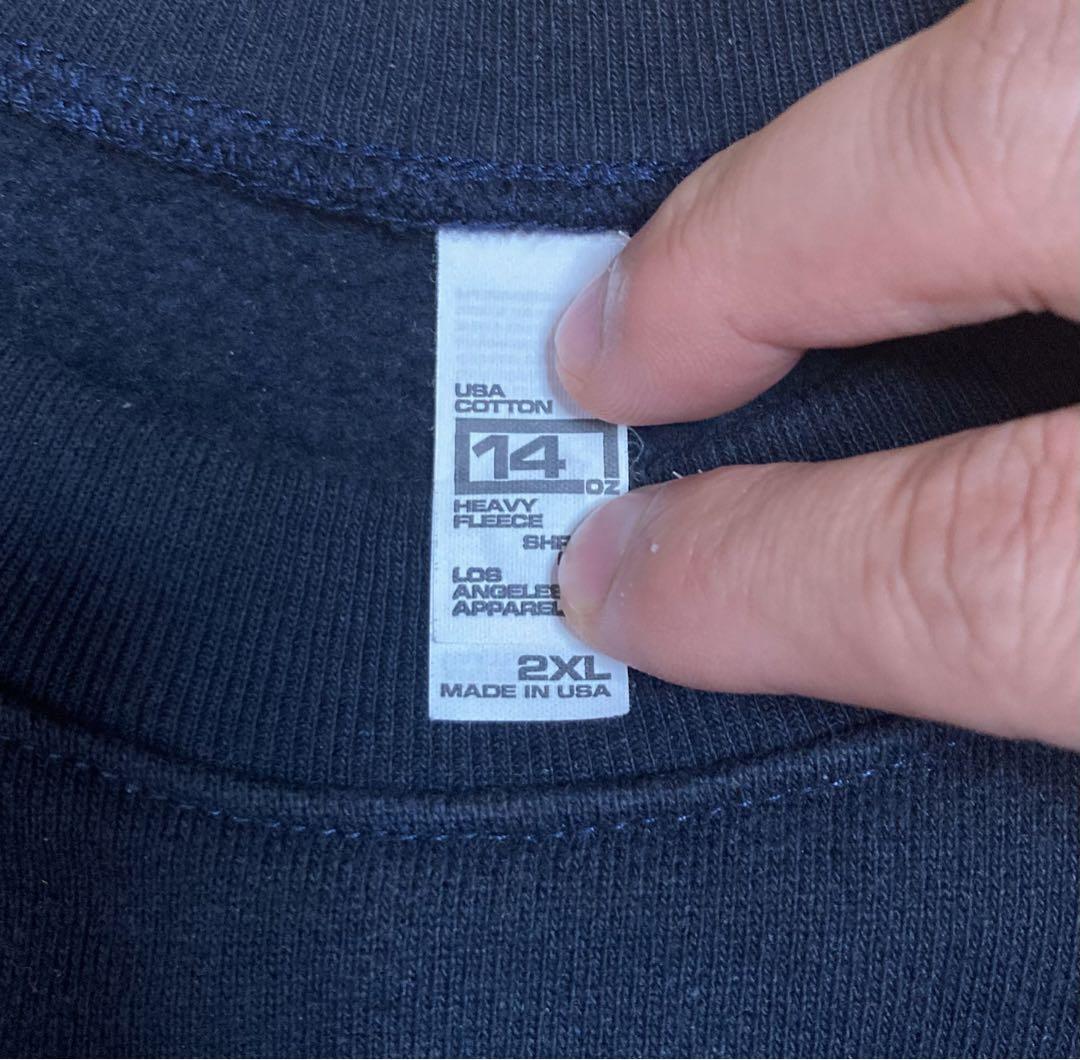 USA
COTTON
14
OZ
HEAVY
FLEECE
LOS
ANGELES
APPAREL
2XL
MADE IN USA